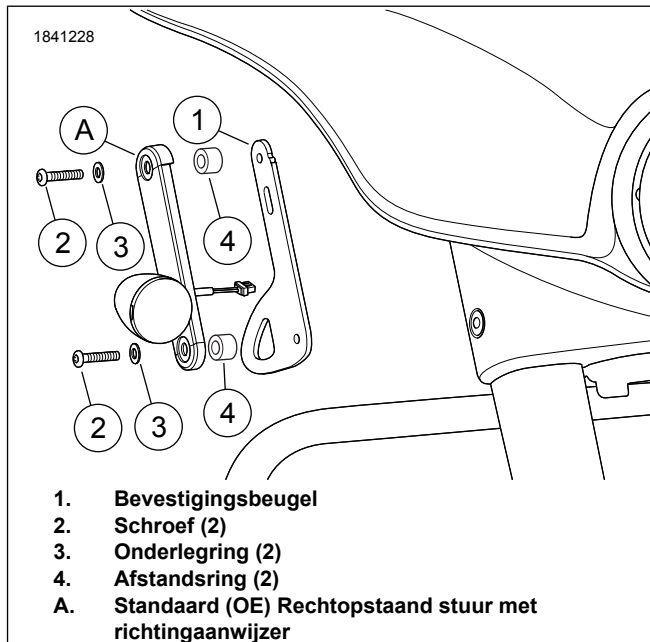 1841228
A
1
2
3
4
2
3
4
1. Bevestigingsbeugel
2. Schroef (2)
3. Onderlegring (2)
4. Afstandsring (2)
A. Standaard (OE) Rechtopstaand stuur met
richtingaanwijzer